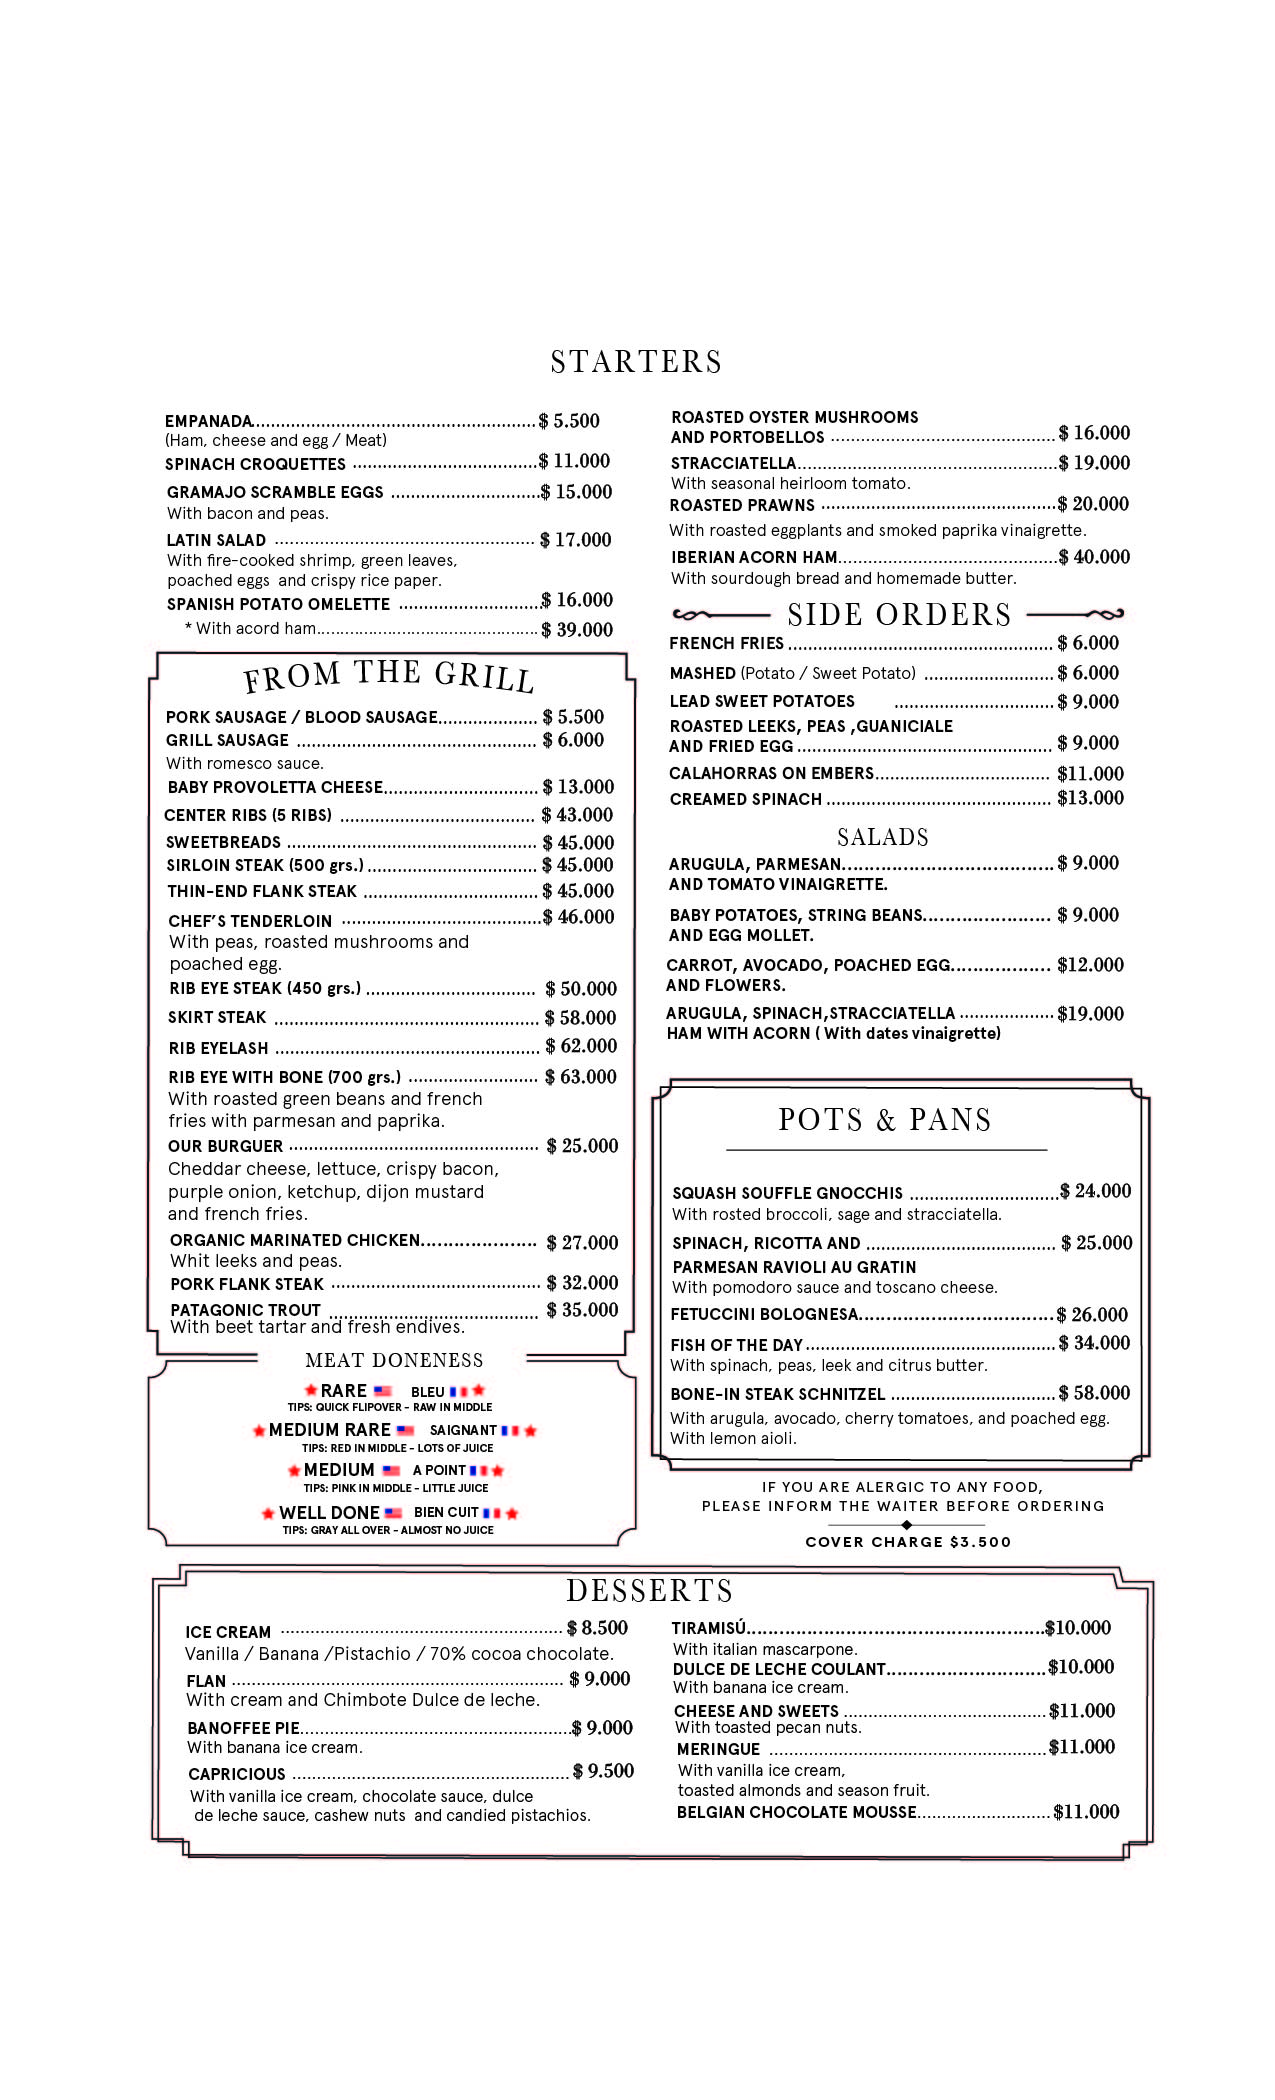 STARTERS
EMPANADA $ 5.500
(Ham, cheese and egg / Meat)
SPINACH CROQUETTES $ 11.000
GRAMAJO SCRAMBLE EGGS $ 15.000
With bacon and peas.
LATIN SALAD $ 17.000
With fire-cooked shrimp, green leaves,
poached eggs and crispy rice paper.
SPANISH POTATO OMELETTE $ 16.000
* With acord ham $ 39.000
ROASTED OYSTER MUSHROOMS
AND PORTOBELLOS $ 16.000
STRACCIATELLA $ 19.000
With seasonal heirloom tomato.
ROASTED PRAWNS $ 20.000
With roasted eggplants and smoked paprika vinaigrette.
IBERIAN ACORN HAM $ 40.000
With sourdough bread and homemade butter.
FROM THE GRILL
PORK SAUSAGE / BLOOD SAUSAGE $ 5.500
GRILL SAUSAGE $ 6.000
With romesco sauce.
BABY PROVOLETTA CHEESE $ 13.000
CENTER RIBS (5 RIBS) $ 43.000
SWEETBREADS $ 45.000
SIRLOIN STEAK (500 grs.) $ 45.000
THIN-END FLANK STEAK $ 45.000
CHEF'S TENDERLOIN $ 46.000
With peas, roasted mushrooms and
poached egg.
RIB EYE STEAK (450 grs.) $ 50.000
SKIRT STEAK $ 58.000
RIB EYELASH $ 62.000
RIB EYE WITH BONE (700 grs.) $ 63.000
With roasted green beans and french
fries with parmesan and paprika.
OUR BURGUER $ 25.000
Cheddar cheese, lettuce, crispy bacon,
purple onion, ketchup, dijon mustard
and french fries.
ORGANIC MARINATED CHICKEN $ 27.000
Whit leeks and peas.
PORK FLANK STEAK $ 32.000
PATAGONIC TROUT $ 35.000
With beet tartar and fresh endives.
MEAT DONENESS
RARE BLEU
TIPS: QUICK FLIPOVER - RAW IN MIDDLE
MEDIUM RARE SAIGNANT
TIPS: RED IN MIDDLE - LOTS OF JUICE
MEDIUM A POINT
TIPS: PINK IN MIDDLE - LITTLE JUICE
WELL DONE BIEN CUIT
TIPS: GRAY ALL OVER - ALMOST NO JUICE
SIDE ORDERS
FRENCH FRIES $ 6.000
MASHED (Potato / Sweet Potato) $ 6.000
LEAD SWEET POTATOES $ 9.000
ROASTED LEEKS, PEAS ,GUANICIALE
AND FRIED EGG $ 9.000
CALAHORRAS ON EMBERS $11.000
CREAMED SPINACH $13.000
SALADS
ARUGULA, PARMESAN $ 9.000
AND TOMATO VINAIGRETTE.
BABY POTATOES, STRING BEANS $ 9.000
AND EGG MOLLET.
CARROT, AVOCADO, POACHED EGG $12.000
AND FLOWERS.
ARUGULA, SPINACH,STRACCIATELLA $19.000
HAM WITH ACORN ( With dates vinaigrette)
POTS & PANS
SQUASH SOUFFLE GNOCCHIS $ 24.000
With rosted broccoli, sage and stracciatella.
SPINACH, RICOTTA AND $ 25.000
PARMESAN RAVIOLI AU GRATIN
With pomodoro sauce and toscano cheese.
FETUCCINI BOLOGNESA $ 26.000
FISH OF THE DAY $ 34.000
With spinach, peas, leek and citrus butter.
BONE-IN STEAK SCHNITZEL $ 58.000
With arugula, avocado, cherry tomatoes, and poached egg.
With lemon aioli.
IF YOU ARE ALERGIC TO ANY FOOD,
PLEASE INFORM THE WAITER BEFORE ORDERING
COVER CHARGE $3.500
DESSERTS
ICE CREAM $ 8.500
Vanilla / Banana /Pistachio / 70% cocoa chocolate.
FLAN $ 9.000
With cream and Chimbote Dulce de leche.
BANOFFEE PIE $ 9.000
With banana ice cream.
CAPRICIOUS $ 9.500
With vanilla ice cream, chocolate sauce, dulce
de leche sauce, cashew nuts and candied pistachios.
TIRAMISÚ $10.000
With italian mascarpone.
DULCE DE LECHE COULANT $10.000
With banana ice cream.
CHEESE AND SWEETS $11.000
With toasted pecan nuts.
MERINGUE $11.000
With vanilla ice cream,
toasted almonds and season fruit.
BELGIAN CHOCOLATE MOUSSE $11.000